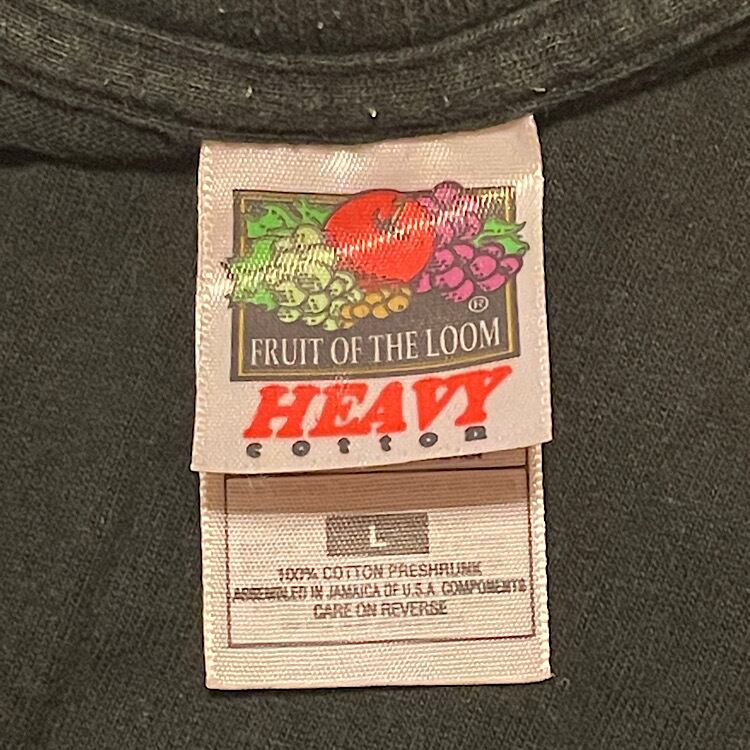 ®
FRUIT OF THE LOOM
HEAVY
cotton
L
100% COTTON PRESHRUNK
ASSEMBLED IN JAMAICA OF U.S.A. COMPONENTS
CARE ON REVERSE